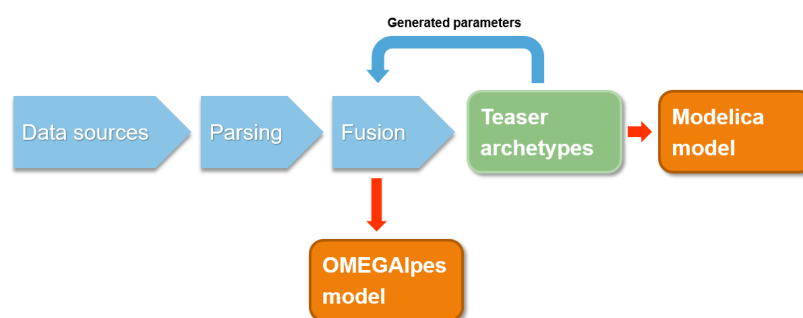 Generated parameters
Data sources
Parsing
Fusion
Teaser
archetypes
Modelica
model
OMEGAlpes
model